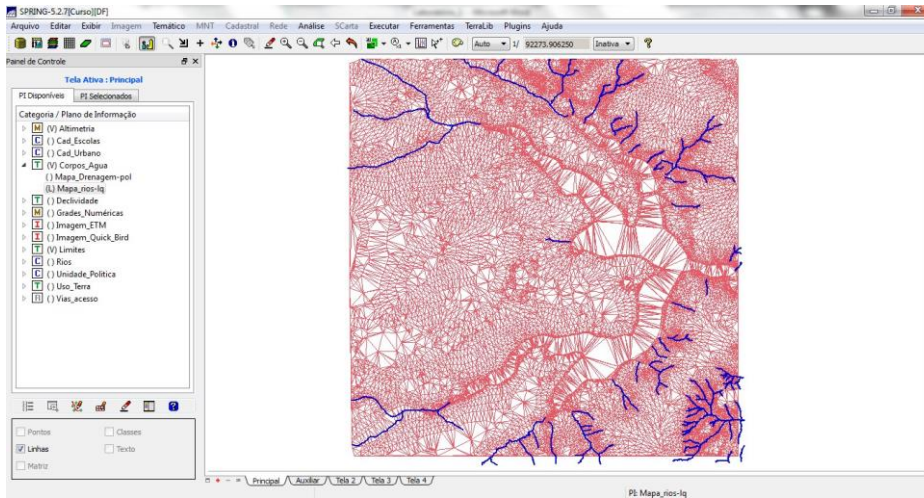 SPRING-5.2.7[Curso][DF]
Arquivo Editar Exibir Imagem Temático MNT Cadastral Rede Análise SCarta Executar Ferramentas TerraLib Plugins Ajuda
Auto 1/ 92273.906250 Inativa
Painel de Controle
Tela Ativa : Principal
PI Disponíveis PI Selecionados
Categoria / Plano de Informação
M (V) Altimetria
C () Cad_Escolas
C () Cad_Urbano
T (V) Corpos_Agua
() Mapa_Drenagem-pol
(L) Mapa_rios-lq
T () Declividade
M () Grades_Numéricas
I () Imagem_ETM
I () Imagem_Quick_Bird
T (V) Limites
C () Rios
C () Unidade_Politica
T () Uso_Terra
R () Vias_acesso
Pontos Classes
Linhas Texto
Matriz
Principal Auxiliar Tela 2 Tela 3 Tela 4
PI: Mapa_rios-lq